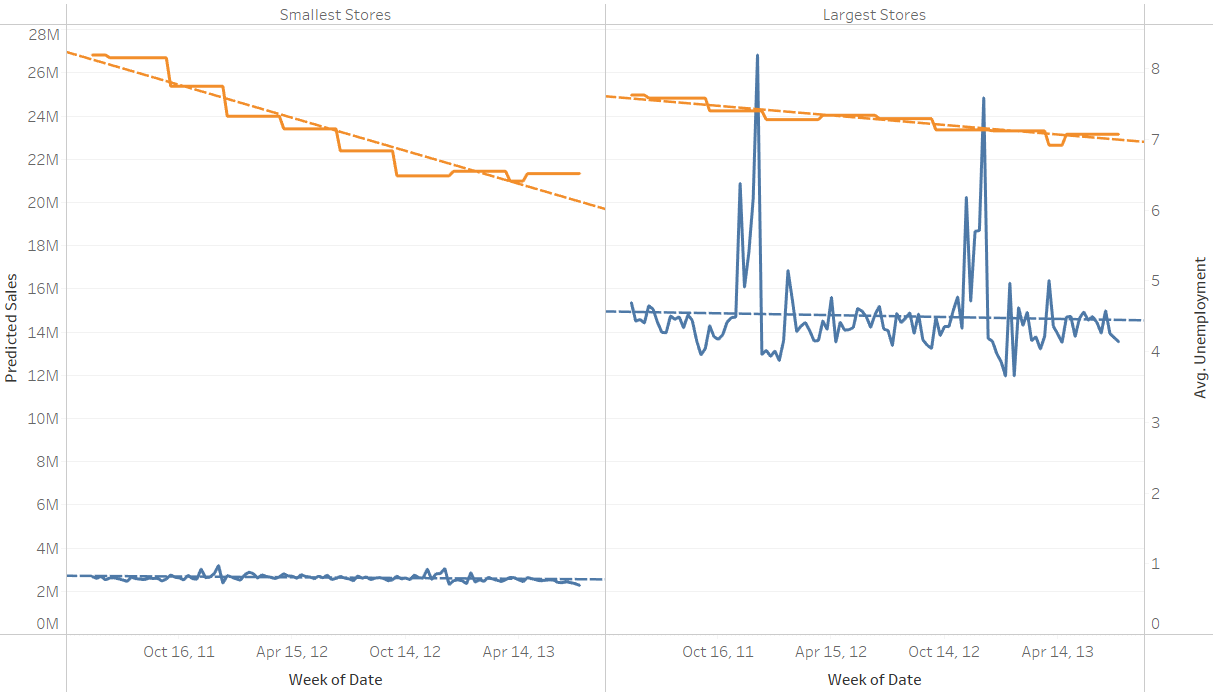 Smallest Stores
Largest Stores
28M
26M
24M
22M
20M
18M
16M
14M
12M
10M
8M
6M
4M
2M
0M
Predicted Sales
8
7
6
5
4
3
2
1
0
Avg. Unemployment
Oct 16, 11 Apr 15, 12 Oct 14, 12 Apr 14, 13
Oct 16, 11 Apr 15, 12 Oct 14, 12 Apr 14, 13
Week of Date
Week of Date